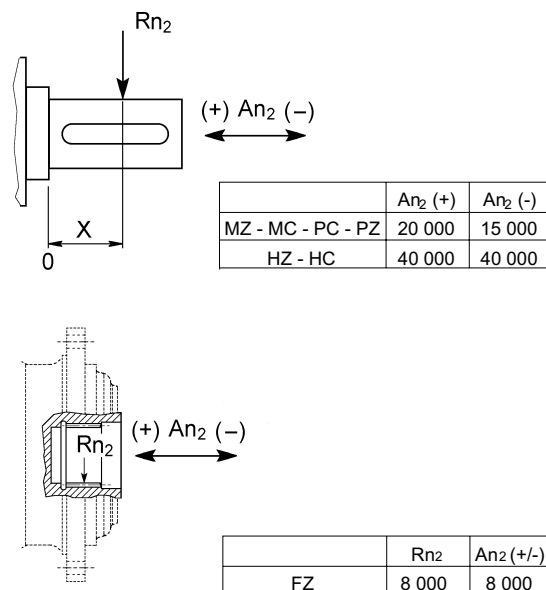 Rn2
(+) An2 (–)
X
0
An2 (+) An2 (-)
MZ - MC - PC - PZ 20 000 15 000
HZ - HC 40 000 40 000
(+) An2 (–)
Rn2
Rn2 An2 (+/-)
FZ 8 000 8 000